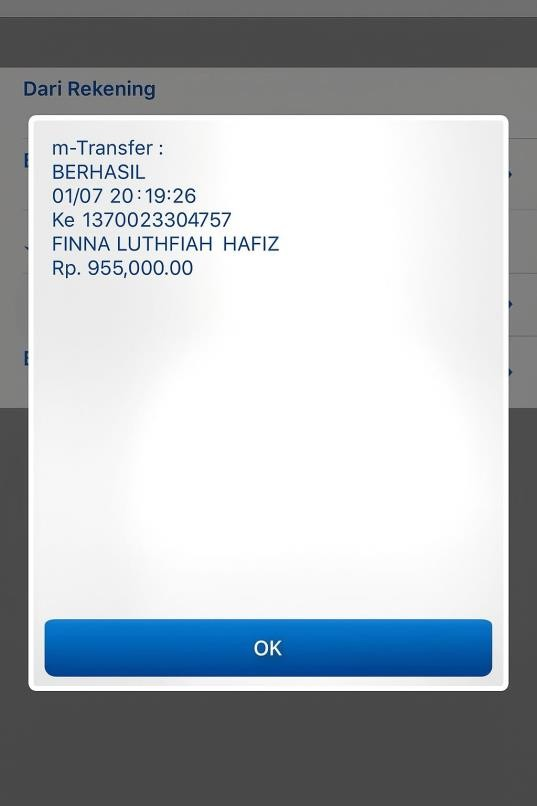 Dari Rekening
m-Transfer :
BERHASIL
01/07 20:19:26
Ke 1370023304757
FINNA LUTHFIAH HAFIZ
Rp. 955,000.00
OK